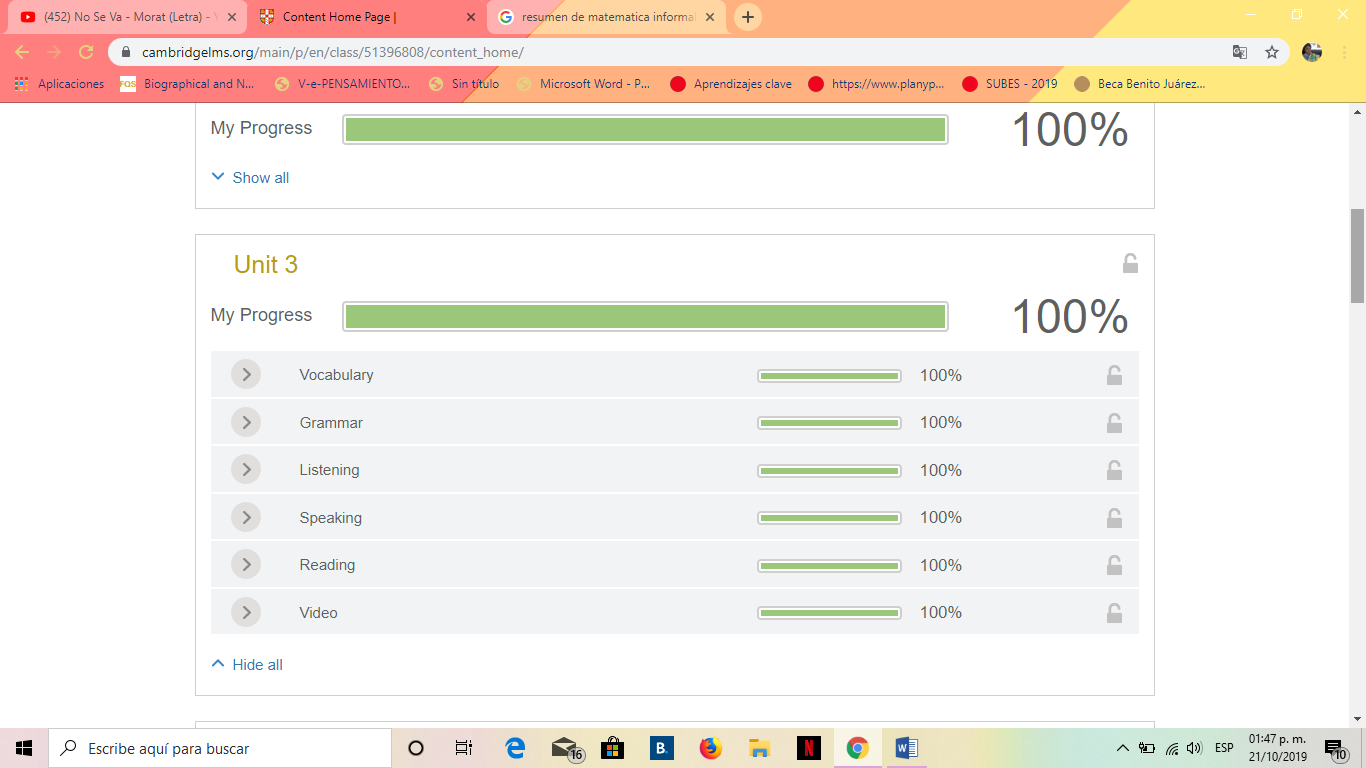 (452) No Se Va - Morat (Letra) - Y
Content Home Page |
resumen de matematica informal
cambridgelms.org/main/p/en/class/51396808/content_home/
Aplicaciones
FQS
Biographical and N...
V-e-PENSAMIENTO...
Sin título
Microsoft Word - P...
Aprendizajes clave
https://www.planyp...
SUBES - 2019
Beca Benito Juárez...
My Progress
100%
Show all
Unit 3
My Progress
100%
Vocabulary 100%
Grammar 100%
Listening 100%
Speaking 100%
Reading 100%
Video 100%
Hide all
Escribe aquí para buscar
16
B.
N
W
ESP
01:47 p. m.
21/10/2019
10